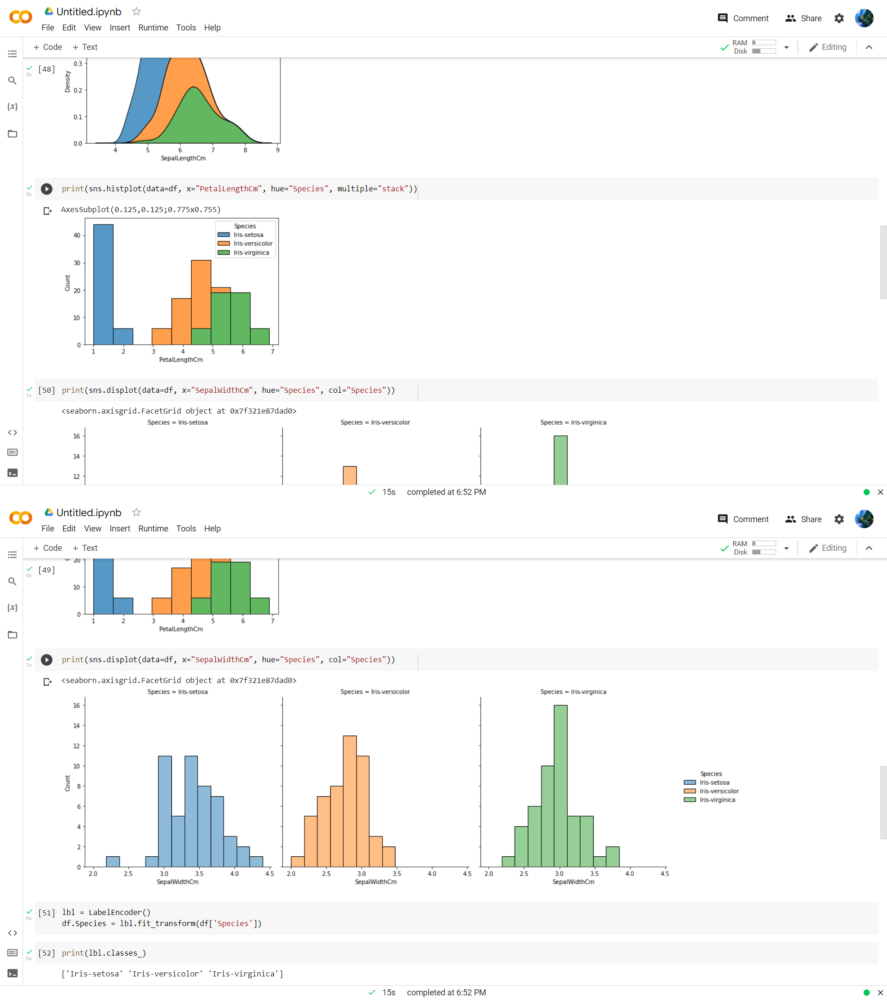 Untitled.ipynb
File Edit View Insert Runtime Tools Help
Comment Share
+ Code + Text
RAM
Disk
Editing
[48]
0s
0.3
0.2
0.1
0.0
Density
4 5 6 7 8 9
SepalLengthCm
0s
print(sns.histplot(data=df, x="PetalLengthCm", hue="Species", multiple="stack"))
AxesSubplot(0.125,0.125;0.775x0.755)
Species
Iris-setosa
Iris-versicolor
Iris-virginica
40
30
20
10
0
Count
1 2 3 4 5 6 7
PetalLengthCm
1s
[50] print(sns.displot(data=df, x="SepalWidthCm", hue="Species", col="Species"))
<seaborn.axisgrid.FacetGrid object at 0x7f321e87dad0>
Species = Iris-setosa Species = Iris-versicolor Species = Iris-virginica
16
14
12
15s completed at 6:52 PM
Untitled.ipynb
File Edit View Insert Runtime Tools Help
Comment Share
+ Code + Text
RAM
Disk
Editing
[49]
0s
20
10
0
1 2 3 4 5 6 7
PetalLengthCm
1s
print(sns.displot(data=df, x="SepalWidthCm", hue="Species", col="Species"))
<seaborn.axisgrid.FacetGrid object at 0x7f321e87dad0>
Species = Iris-setosa Species = Iris-versicolor Species = Iris-virginica
16
14
12
10
8
6
4
2
0
Count
Species
Iris-setosa
Iris-versicolor
Iris-virginica
2.0 2.5 3.0 3.5 4.0 4.5 2.0 2.5 3.0 3.5 4.0 4.5 2.0 2.5 3.0 3.5 4.0 4.5
SepalWidthCm SepalWidthCm SepalWidthCm
0s
[51] lbl = LabelEncoder()
df.Species = lbl.fit_transform(df['Species'])
0s
[52] print(lbl.classes_)
['Iris-setosa' 'Iris-versicolor' 'Iris-virginica']
15s completed at 6:52 PM